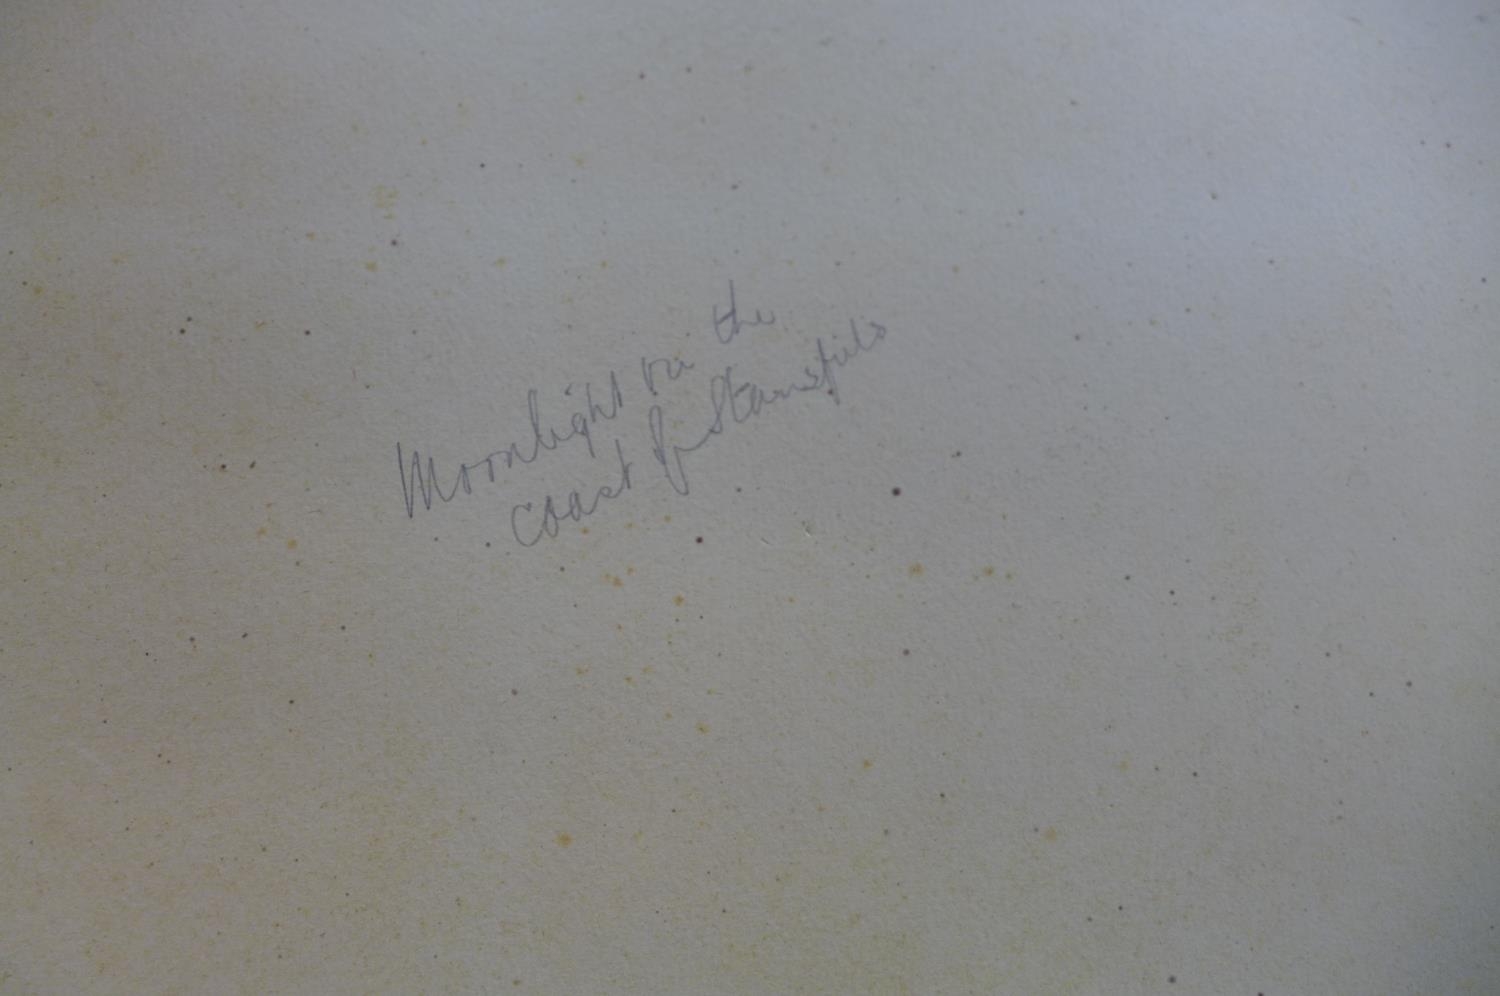 Moonlight on the
coast by Stansfield